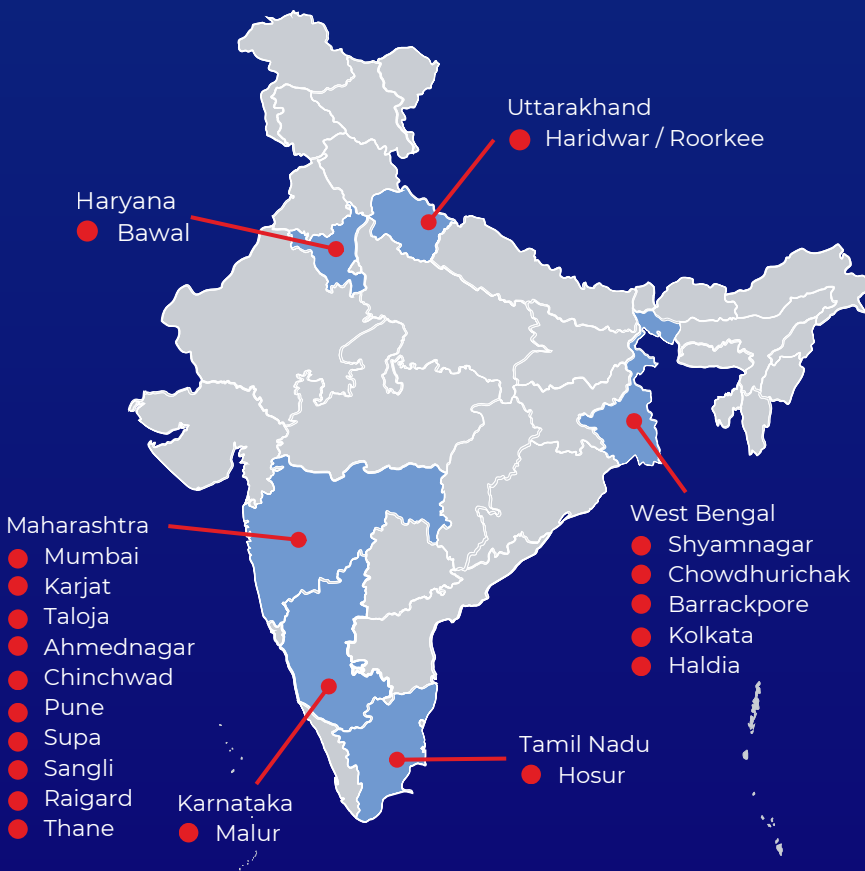 Uttarakhand
Haridwar / Roorkee
Haryana
Bawal
Maharashtra
Mumbai
Karjat
Taloja
Ahmednagar
Chinchwad
Pune
Supa
Sangli
Raigard
Thane
West Bengal
Shyamnagar
Chowdhurichak
Barrackpore
Kolkata
Haldia
Tamil Nadu
Hosur
Karnataka
Malur